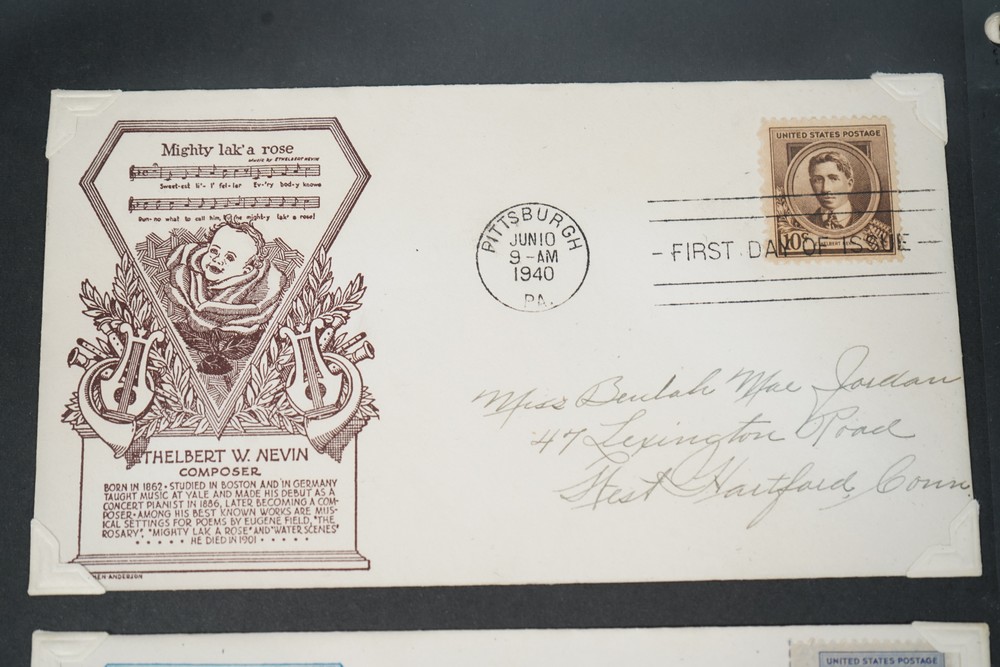 Mighty lak' a rose
MUSIC by ETHELBERT NEVIN
Sweet-est li'- l' fel-lar Ev-'ry bod-y knows
Dun-no what to call him, he might-y lak' a rose!
THELBERT W. NEVIN
COMPOSER
BORN IN 1862 • STUDIED IN BOSTON AND IN GERMANY
TAUGHT MUSIC AT YALE AND MADE HIS DEBUT AS A
CONCERT PIANIST IN 1886, LATER BECOMING A COM-
POSER • AMONG HIS BEST KNOWN WORKS ARE MUS-
ICAL SETTINGS FOR POEMS BY EUGENE FIELD, "THE
ROSARY", "MIGHTY LAK A ROSE" AND "WATER SCENES"
• • • • • HE DIED IN 1901 • • • • •
ANDERSON
PITTSBURGH
JUN 10
9 - AM
1940
PA.
UNITED STATES POSTAGE
10¢
FIRST DAY OF ISSUE
Miss Beulah Mae Jordan
47 Lexington Road
West Hartford, Conn
UNITED STATES POSTAGE